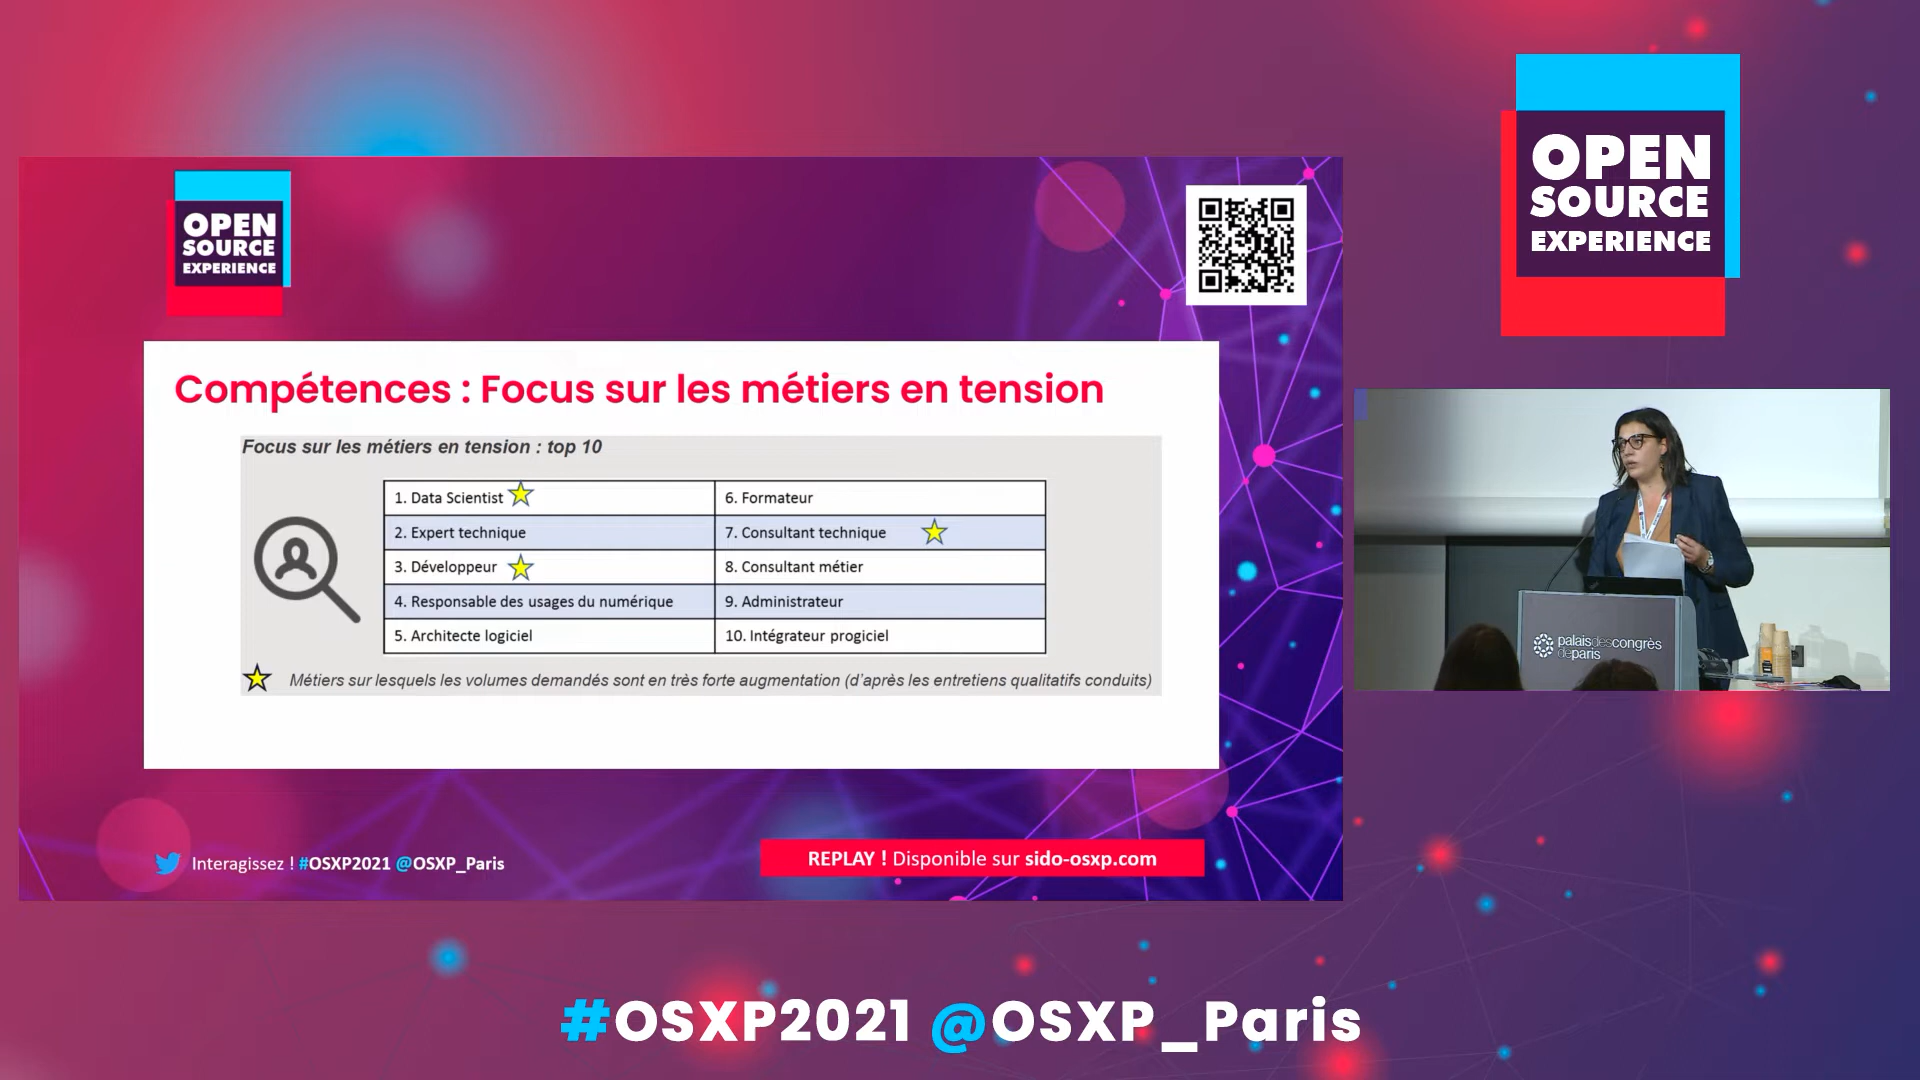 OPEN
SOURCE
EXPERIENCE
OPEN
SOURCE
EXPERIENCE
Compétences : Focus sur les métiers en tension
Focus sur les métiers en tension : top 10
1. Data Scientist
6. Formateur
2. Expert technique
7. Consultant technique
3. Développeur
8. Consultant métier
4. Responsable des usages du numérique
9. Administrateur
5. Architecte logiciel
10. Intégrateur progiciel
Métiers sur lesquels les volumes demandés sont en très forte augmentation (d'après les entretiens qualitatifs conduits)
palaisdescongrès
deparis
Interagissez ! #OSXP2021 @OSXP_Paris
REPLAY ! Disponible sur sido-osxp.com
#OSXP2021 @OSXP_Paris